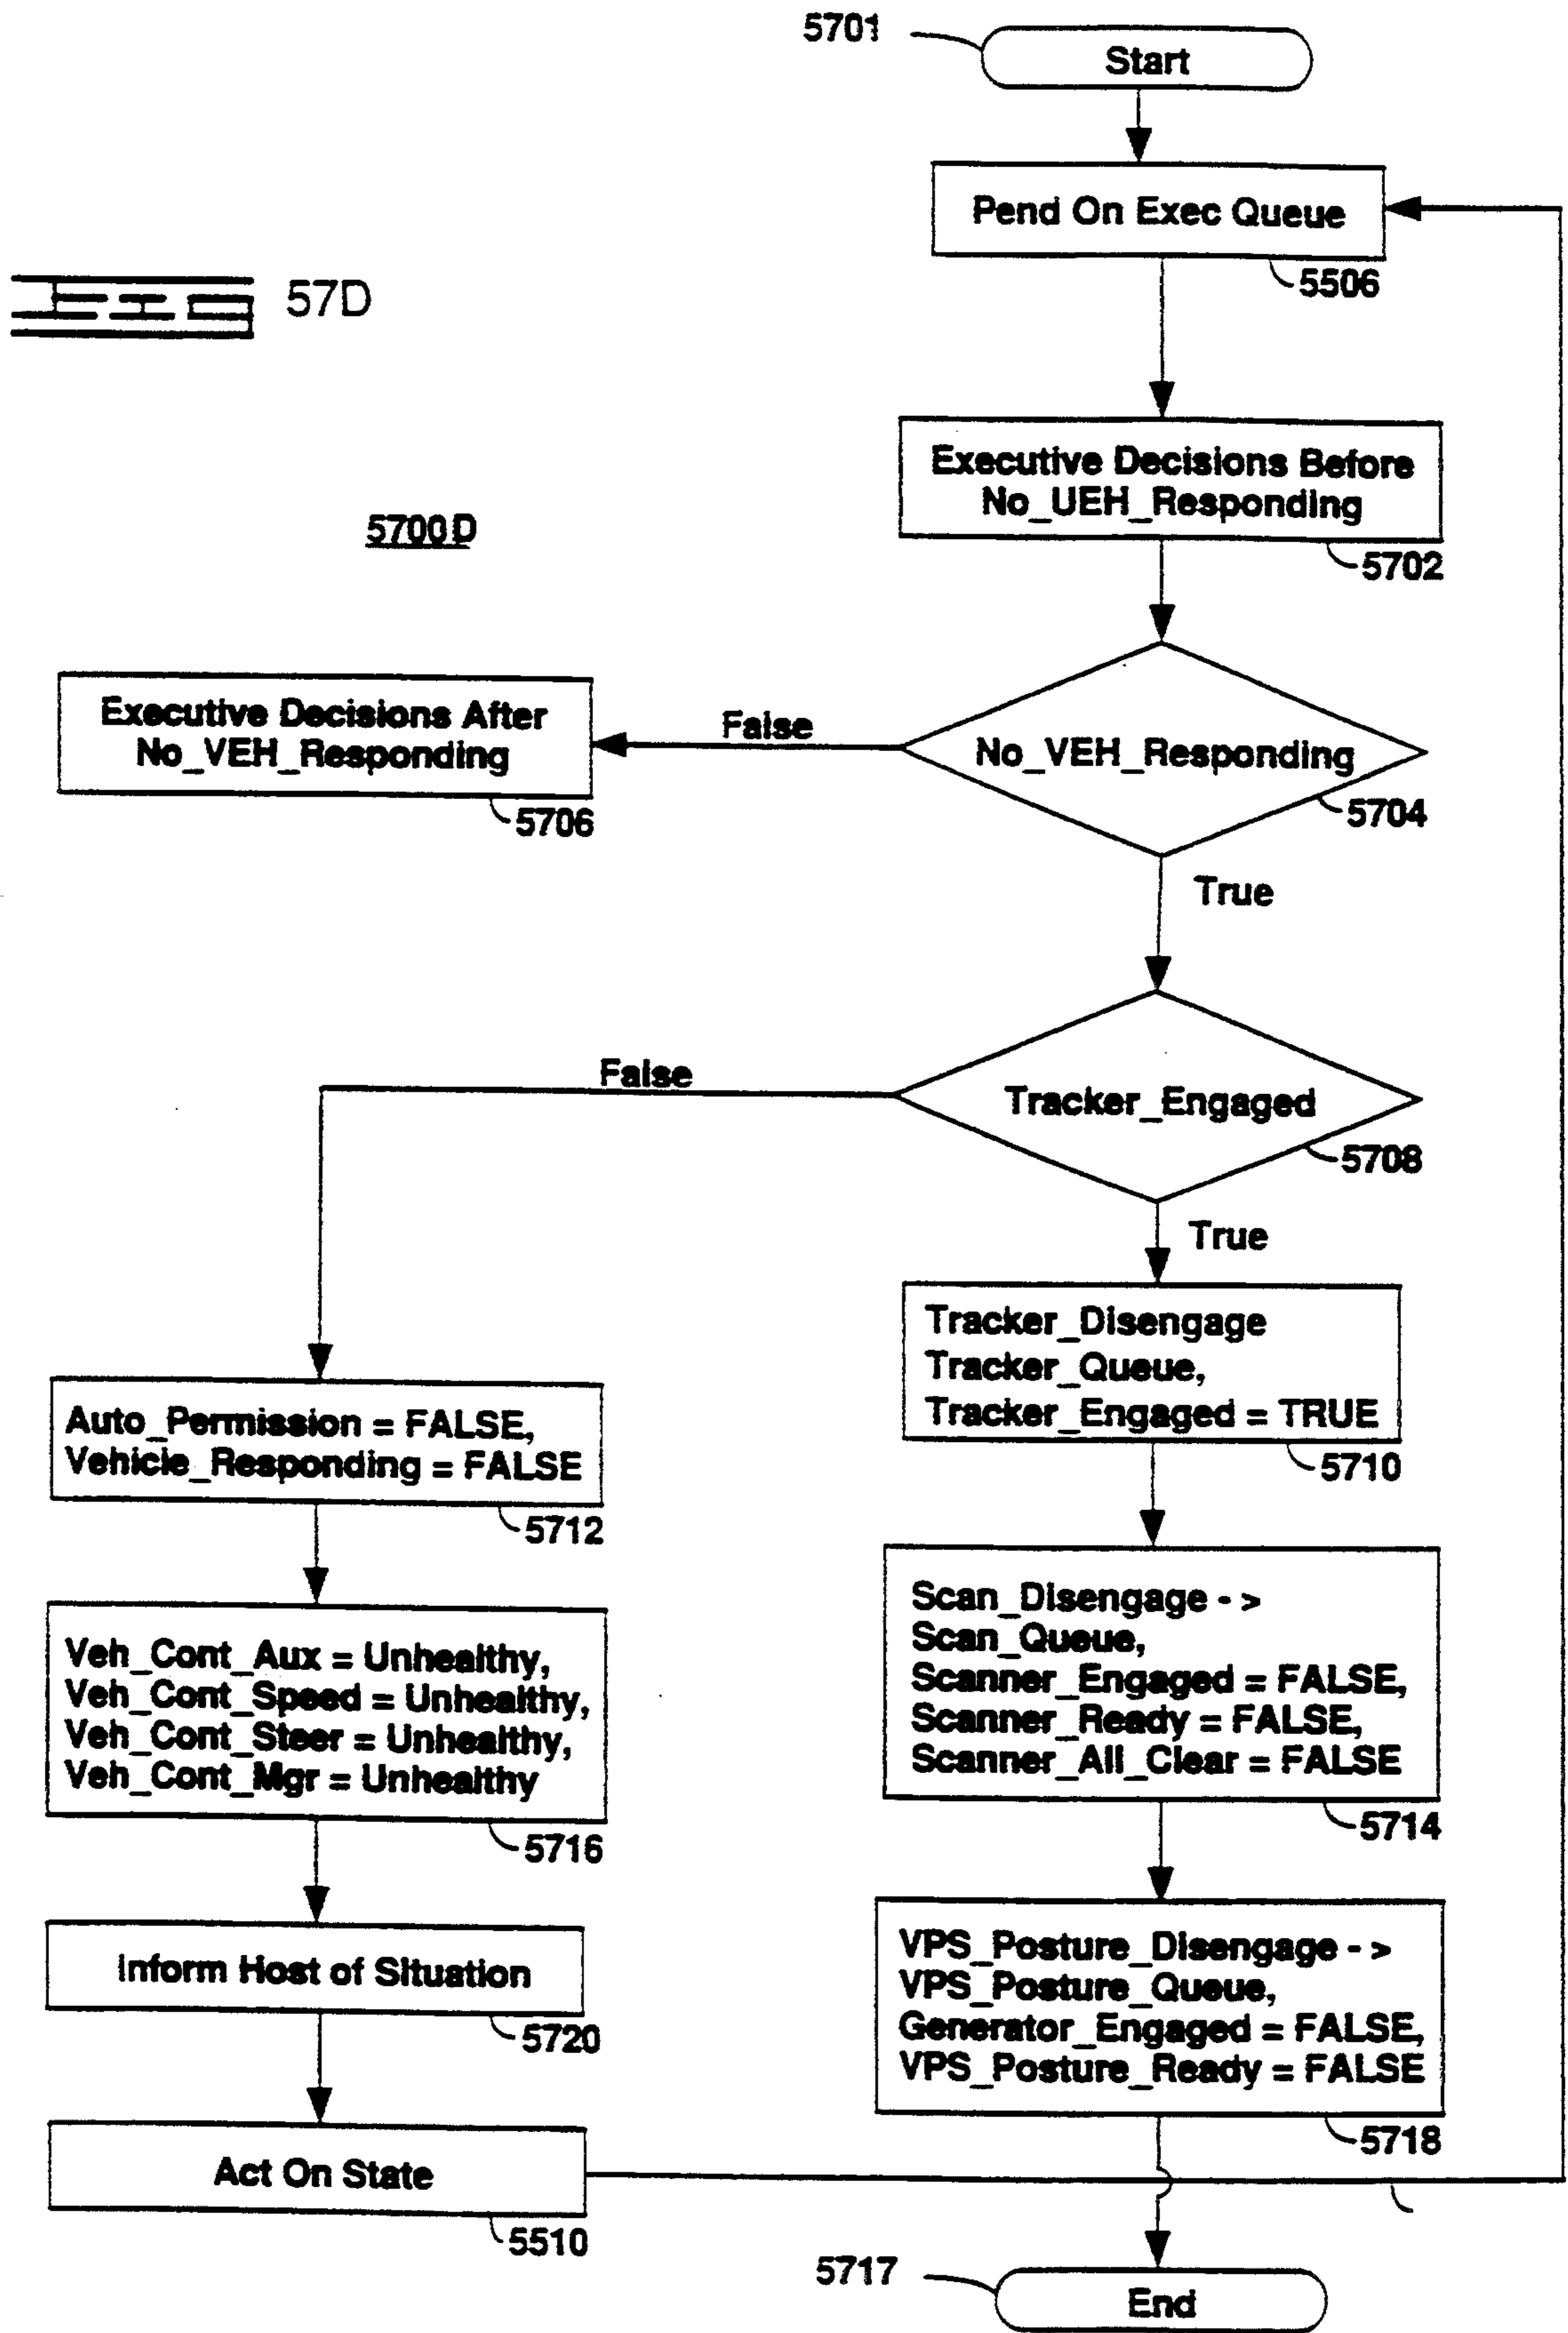 5701
Start
Pend On Exec Queue
5506
57D
Executive Decisions Before
No_UEH_Responding
5702
5700D
Executive Decisions After
No_VEH_Responding
5706
False
No_VEH_Responding
5704
True
False
Tracker_Engaged
5708
True
Tracker_Disengage
Tracker_Queue,
Tracker_Engaged = TRUE
5710
Auto_Permission = FALSE,
Vehicle_Responding = FALSE
5712
Scan_Disengage - >
Scan_Queue,
Scanner_Engaged = FALSE,
Scanner_Ready = FALSE,
Scanner_All_Clear = FALSE
5714
Veh_Cont_Aux = Unhealthy,
Veh_Cont_Speed = Unhealthy,
Veh_Cont_Steer = Unhealthy,
Veh_Cont_Mgr = Unhealthy
5716
VPS_Posture_Disengage - >
VPS_Posture_Queue,
Generator_Engaged = FALSE,
VPS_Posture_Ready = FALSE
5718
Inform Host of Situation
5720
Act On State
5510
5717
End